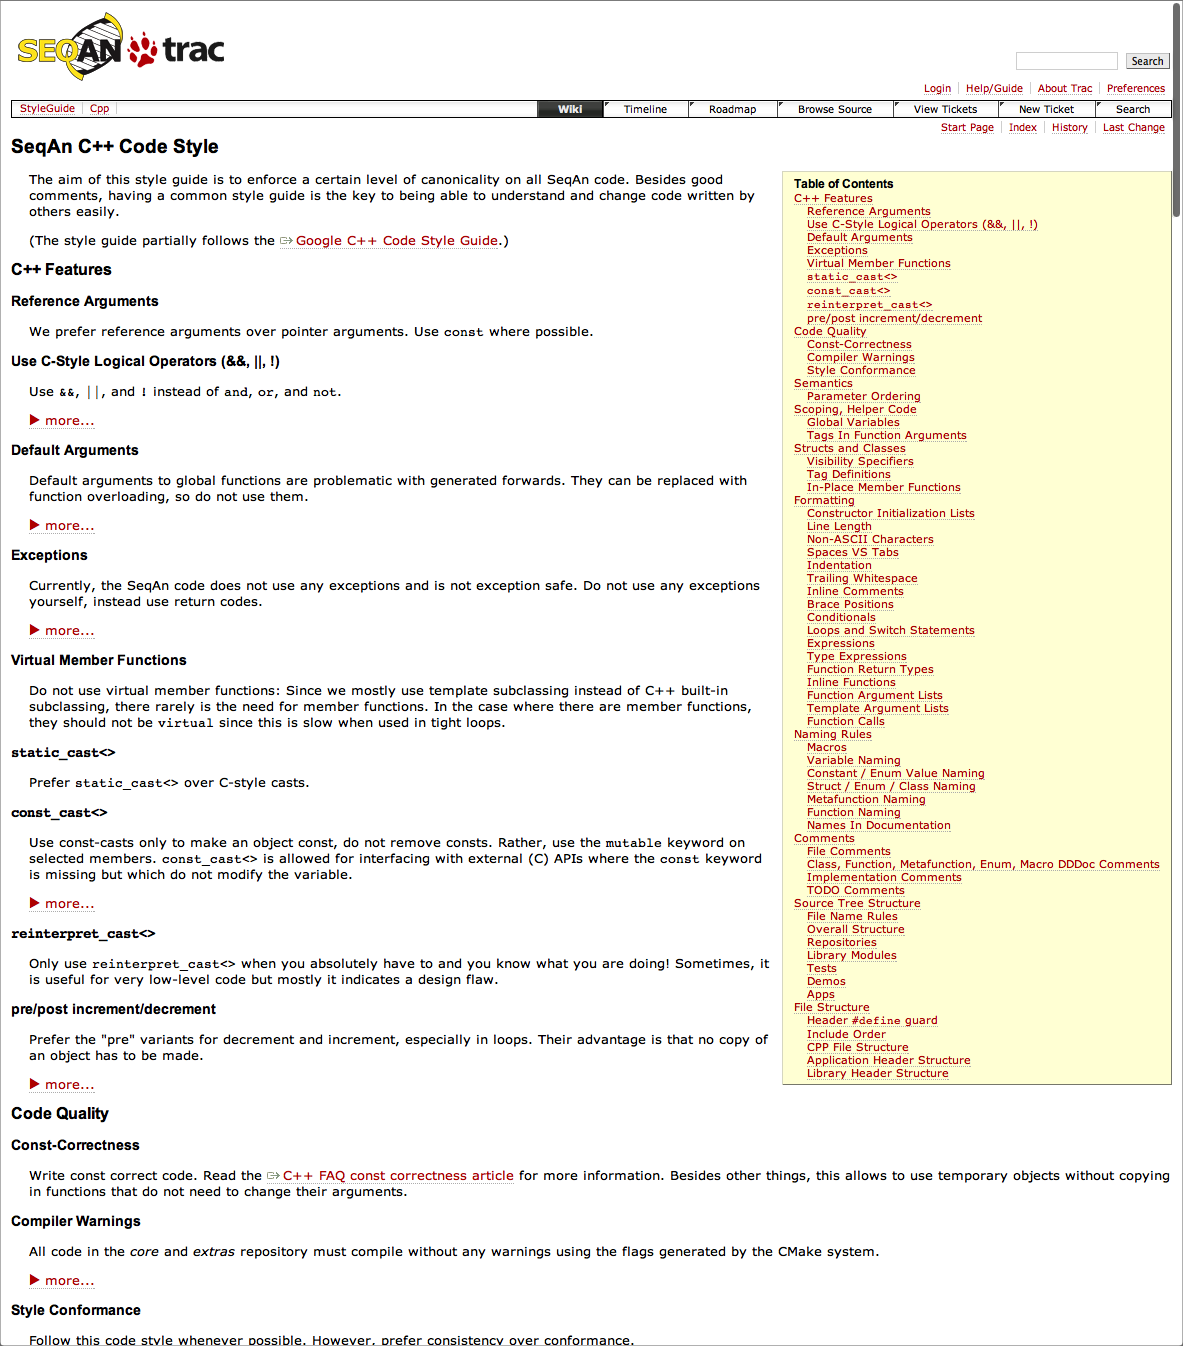 SEQAN trac
Search
Login Help/Guide About Trac Preferences
StyleGuide Cpp Wiki Timeline Roadmap Browse Source View Tickets New Ticket Search
Start Page Index History Last Change
SeqAn C++ Code Style
The aim of this style guide is to enforce a certain level of canonicality on all SeqAn code. Besides good
comments, having a common style guide is the key to being able to understand and change code written by
others easily.
(The style guide partially follows the Google C++ Code Style Guide.)
C++ Features
Reference Arguments
We prefer reference arguments over pointer arguments. Use const where possible.
Use C-Style Logical Operators (&&, ||, !)
Use &&, ||, and ! instead of and, or, and not.
more...
Default Arguments
Default arguments to global functions are problematic with generated forwards. They can be replaced with
function overloading, so do not use them.
more...
Exceptions
Currently, the SeqAn code does not use any exceptions and is not exception safe. Do not use any exceptions
yourself, instead use return codes.
more...
Virtual Member Functions
Do not use virtual member functions: Since we mostly use template subclassing instead of C++ built-in
subclassing, there rarely is the need for member functions. In the case where there are member functions,
they should not be virtual since this is slow when used in tight loops.
static_cast<>
Prefer static_cast<> over C-style casts.
const_cast<>
Use const-casts only to make an object const, do not remove consts. Rather, use the mutable keyword on
selected members. const_cast<> is allowed for interfacing with external (C) APIs where the const keyword
is missing but which do not modify the variable.
more...
reinterpret_cast<>
Only use reinterpret_cast<> when you absolutely have to and you know what you are doing! Sometimes, it
is useful for very low-level code but mostly it indicates a design flaw.
pre/post increment/decrement
Prefer the "pre" variants for decrement and increment, especially in loops. Their advantage is that no copy of
an object has to be made.
more...
Table of Contents
C++ Features
Reference Arguments
Use C-Style Logical Operators (&&, ||, !)
Default Arguments
Exceptions
Virtual Member Functions
static_cast<>
const_cast<>
reinterpret_cast<>
pre/post increment/decrement
Code Quality
Const-Correctness
Compiler Warnings
Style Conformance
Semantics
Parameter Ordering
Scoping, Helper Code
Global Variables
Tags In Function Arguments
Structs and Classes
Visibility Specifiers
Tag Definitions
In-Place Member Functions
Formatting
Constructor Initialization Lists
Line Length
Non-ASCII Characters
Spaces VS Tabs
Indentation
Trailing Whitespace
Inline Comments
Brace Positions
Conditionals
Loops and Switch Statements
Expressions
Type Expressions
Function Return Types
Inline Functions
Function Argument Lists
Template Argument Lists
Function Calls
Naming Rules
Macros
Variable Naming
Constant / Enum Value Naming
Struct / Enum / Class Naming
Metafunction Naming
Function Naming
Names In Documentation
Comments
File Comments
Class, Function, Metafunction, Enum, Macro DDDoc Comments
Implementation Comments
TODO Comments
Source Tree Structure
File Name Rules
Overall Structure
Repositories
Library Modules
Tests
Demos
Apps
File Structure
Header #define guard
Include Order
CPP File Structure
Application Header Structure
Library Header Structure
Code Quality
Const-Correctness
Write const correct code. Read the C++ FAQ const correctness article for more information. Besides other things, this allows to use temporary objects without copying
in functions that do not need to change their arguments.
Compiler Warnings
All code in the core and extras repository must compile without any warnings using the flags generated by the CMake system.
more...
Style Conformance
Follow this code style whenever possible. However, prefer consistency over conformance.